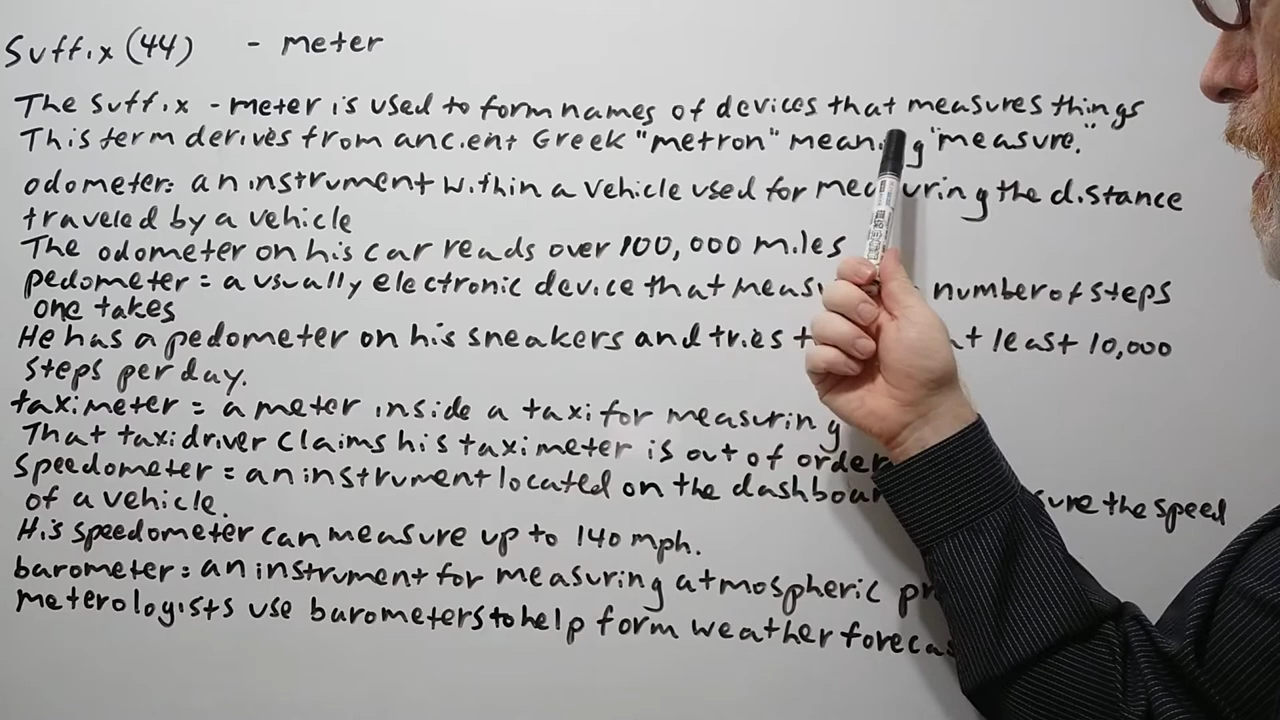 Suffix (44) - meter
The suffix -meter is used to form names of devices that measures things
This term derives from ancient Greek "metron" meaning "measure."
odometer: an instrument within a vehicle used for measuring the distance
traveled by a vehicle
The odometer on his car reads over 100,000 miles
pedometer = a usually electronic device that number of steps
one takes
He has a pedometer on his sneakers and tries least 10,000
steps per day.
taximeter = a meter inside a taxi for measuring
That taxi driver claims his taximeter is out of order
speedometer = an instrument located on the the speed
of a vehicle.
His speedometer can measure up to 140 mph.
barometer: an instrument for measuring atmospheric
meterologists use barometers to help form weather